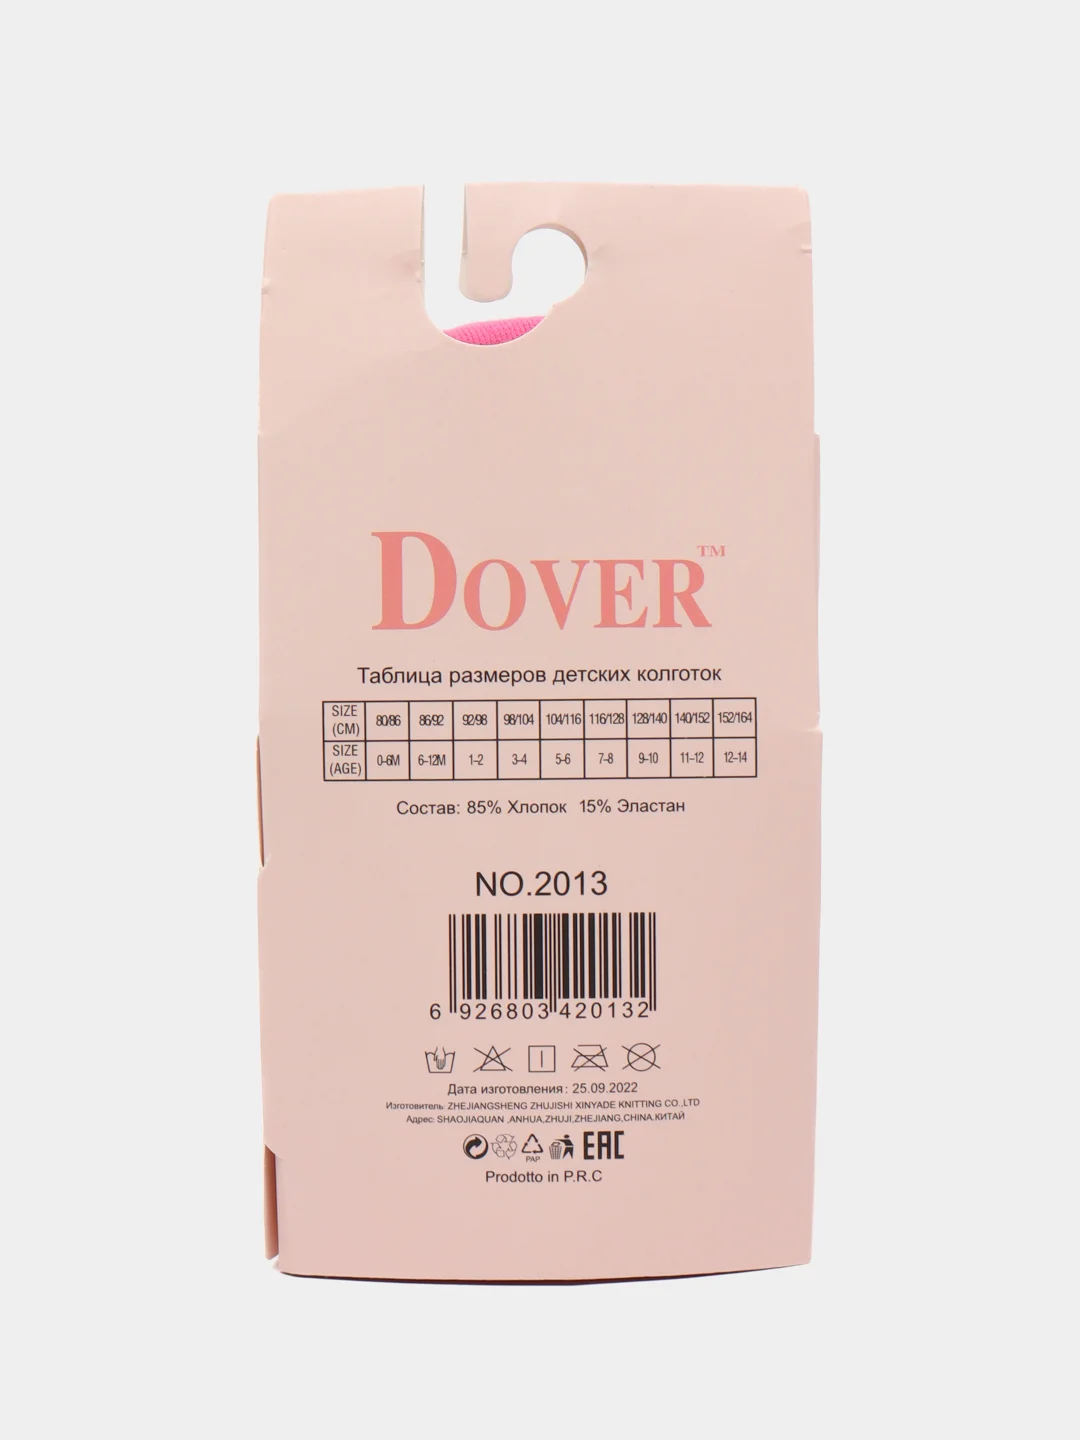 DOVER™
Таблица размеров детских колготок
SIZE (CM) 80/86 86/92 92/98 98/104 104/116 116/128 128/140 140/152 152/164
SIZE (AGE) 0-6M 6-12M 1-2 3-4 5-6 7-8 9-10 11-12 12-14
Состав: 85% Хлопок 15% Эластан
NO.2013
6 926803 420132
Дата изготовления: 25.09.2022
Изготовитель: ZHEJIANGSHENG ZHUJISHI XINYADE KNITTING CO.,LTD
Адрес: SHAOJIAQUAN ,ANHUA,ZHUJI,ZHEJIANG,CHINA.КИТАЙ
PAP EAC
Prodotto in P.R.C